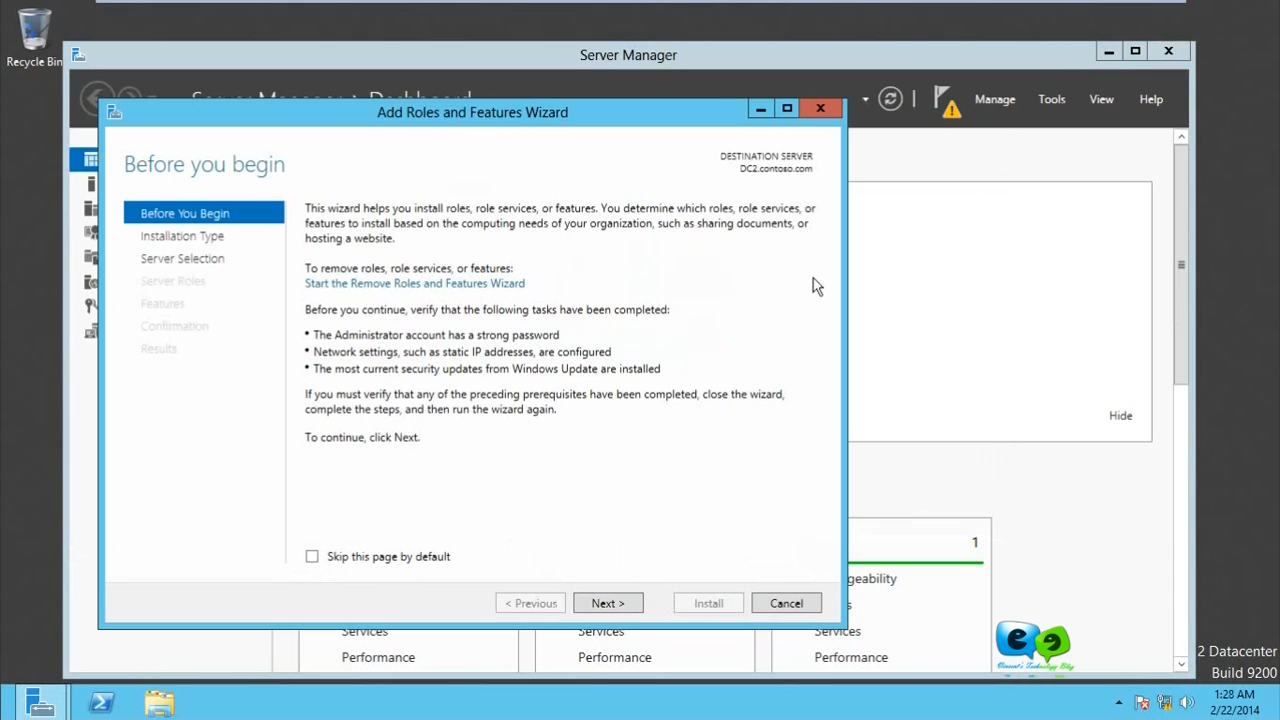 Recycle Bin
Server Manager
Manage Tools View Help
Add Roles and Features Wizard
Before you begin
DESTINATION SERVER
DC2.contoso.com
Before You Begin
Installation Type
Server Selection
Server Roles
Features
Confirmation
Results
This wizard helps you install roles, role services, or features. You determine which roles, role services, or
features to install based on the computing needs of your organization, such as sharing documents, or
hosting a website.
To remove roles, role services, or features:
Start the Remove Roles and Features Wizard
Before you continue, verify that the following tasks have been completed:
• The Administrator account has a strong password
• Network settings, such as static IP addresses, are configured
• The most current security updates from Windows Update are installed
If you must verify that any of the preceding prerequisites have been completed, close the wizard,
complete the steps, and then run the wizard again.
To continue, click Next.
Skip this page by default
< Previous
Next >
Install
Cancel
Hide
1
geability
s
Services
Performance
Services
Performance
Services
Performance
2 Datacenter
Build 9200
1:28 AM
2/22/2014